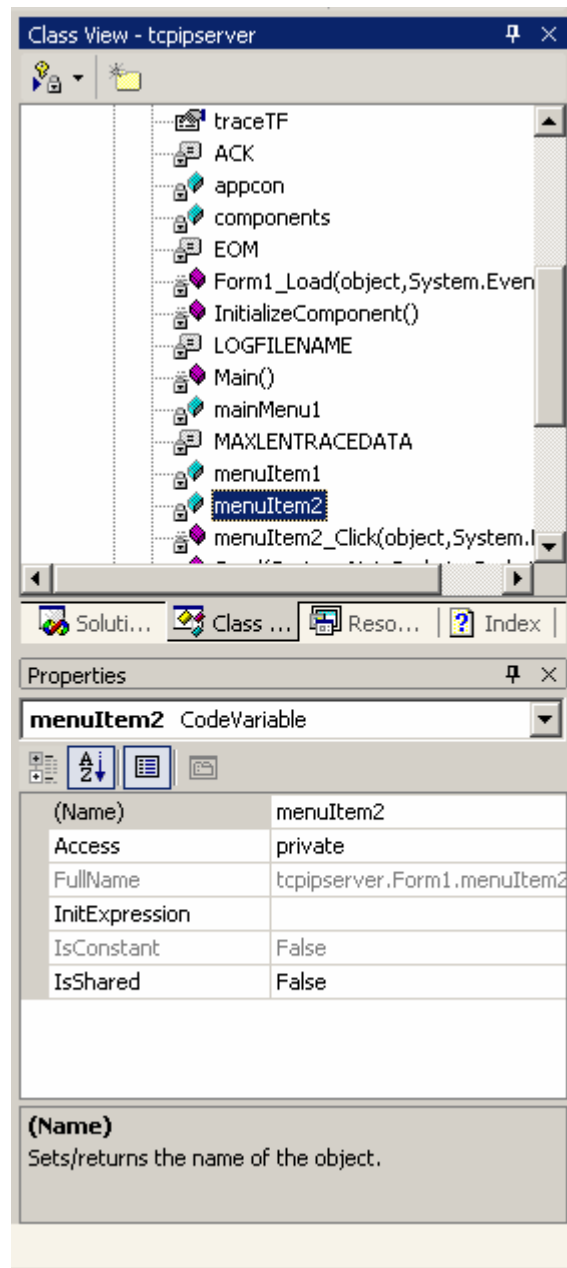 Class View - tcpipserver
traceTF
ACK
appcon
components
EOM
Form1_Load(object,System.Even
InitializeComponent()
LOGFILENAME
Main()
mainMenu1
MAXLENTRACEDATA
menuItem1
menuItem2
menuItem2_Click(object,System.
Soluti... Class ... Reso... Index
Properties
menuItem2 CodeVariable
(Name) menuItem2
Access private
FullName tcpipserver.Form1.menuItem2
InitExpression
IsConstant False
IsShared False
(Name)
Sets/returns the name of the object.